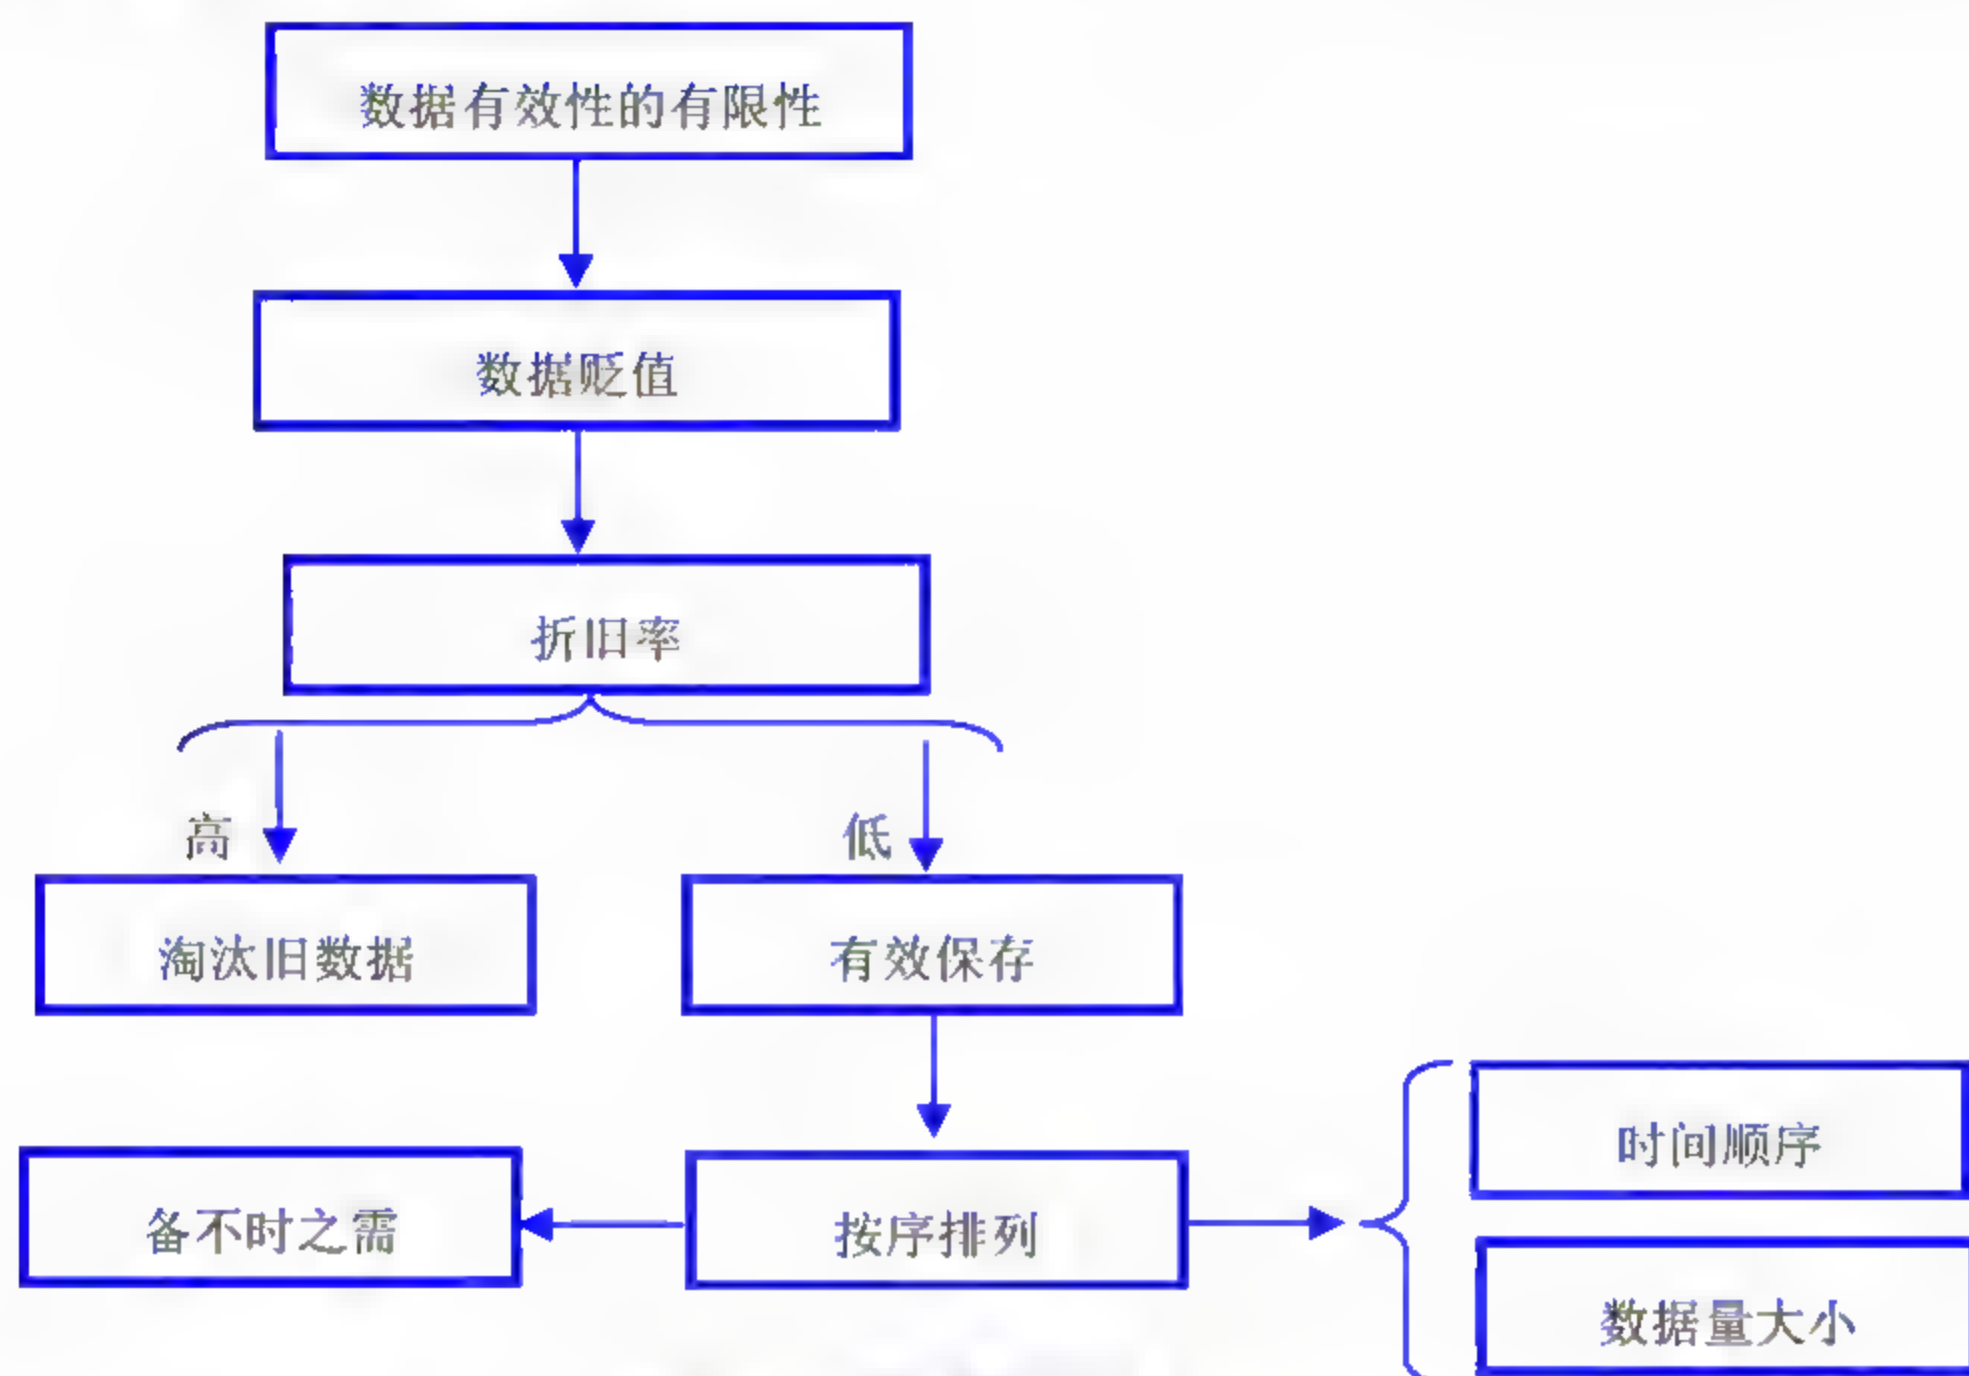 数据有效性的有限性
数据贬值
折旧率
高
低
淘汰旧数据
有效保存
时间顺序
备不时之需
按序排列
数据量大小